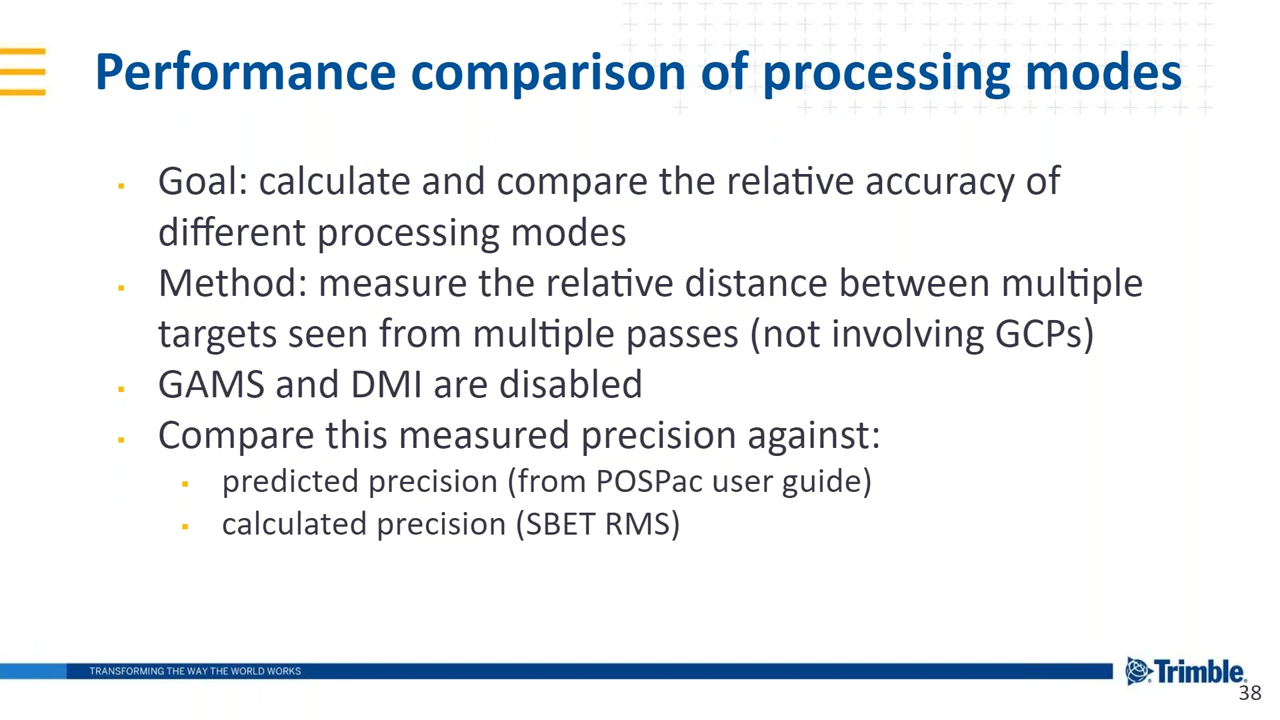 Performance comparison of processing modes
Goal: calculate and compare the relative accuracy of
different processing modes
Method: measure the relative distance between multiple
targets seen from multiple passes (not involving GCPs)
GAMS and DMI are disabled
Compare this measured precision against:
predicted precision (from POSPac user guide)
calculated precision (SBET RMS)
TRANSFORMING THE WAY THE WORLD WORKS
Trimble.
38